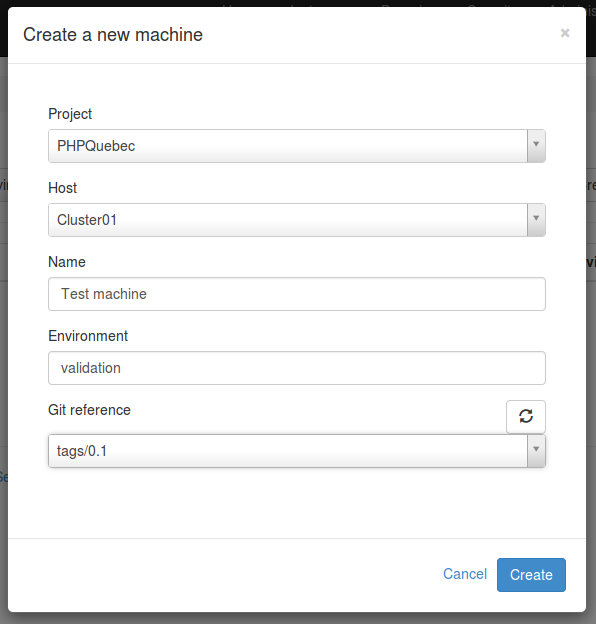 Create a new machine
×
Project
PHPQuebec
Host
Cluster01
Name
Test machine
Environment
validation
Git reference
tags/0.1
Cancel
Create